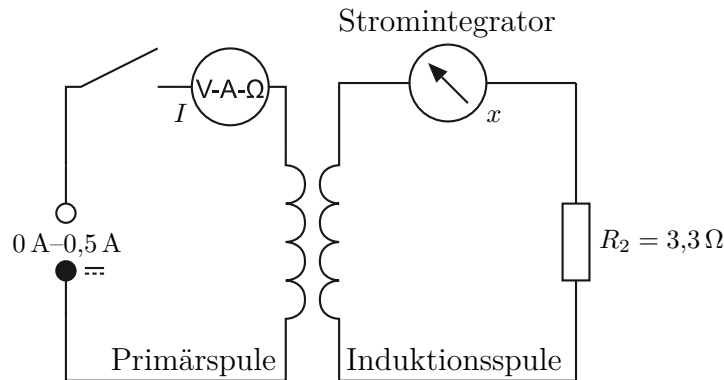 Stromintegrator
V-A-Ω
I
x
0 A–0,5 A
R₂ = 3,3 Ω
Primärspule
Induktionsspule